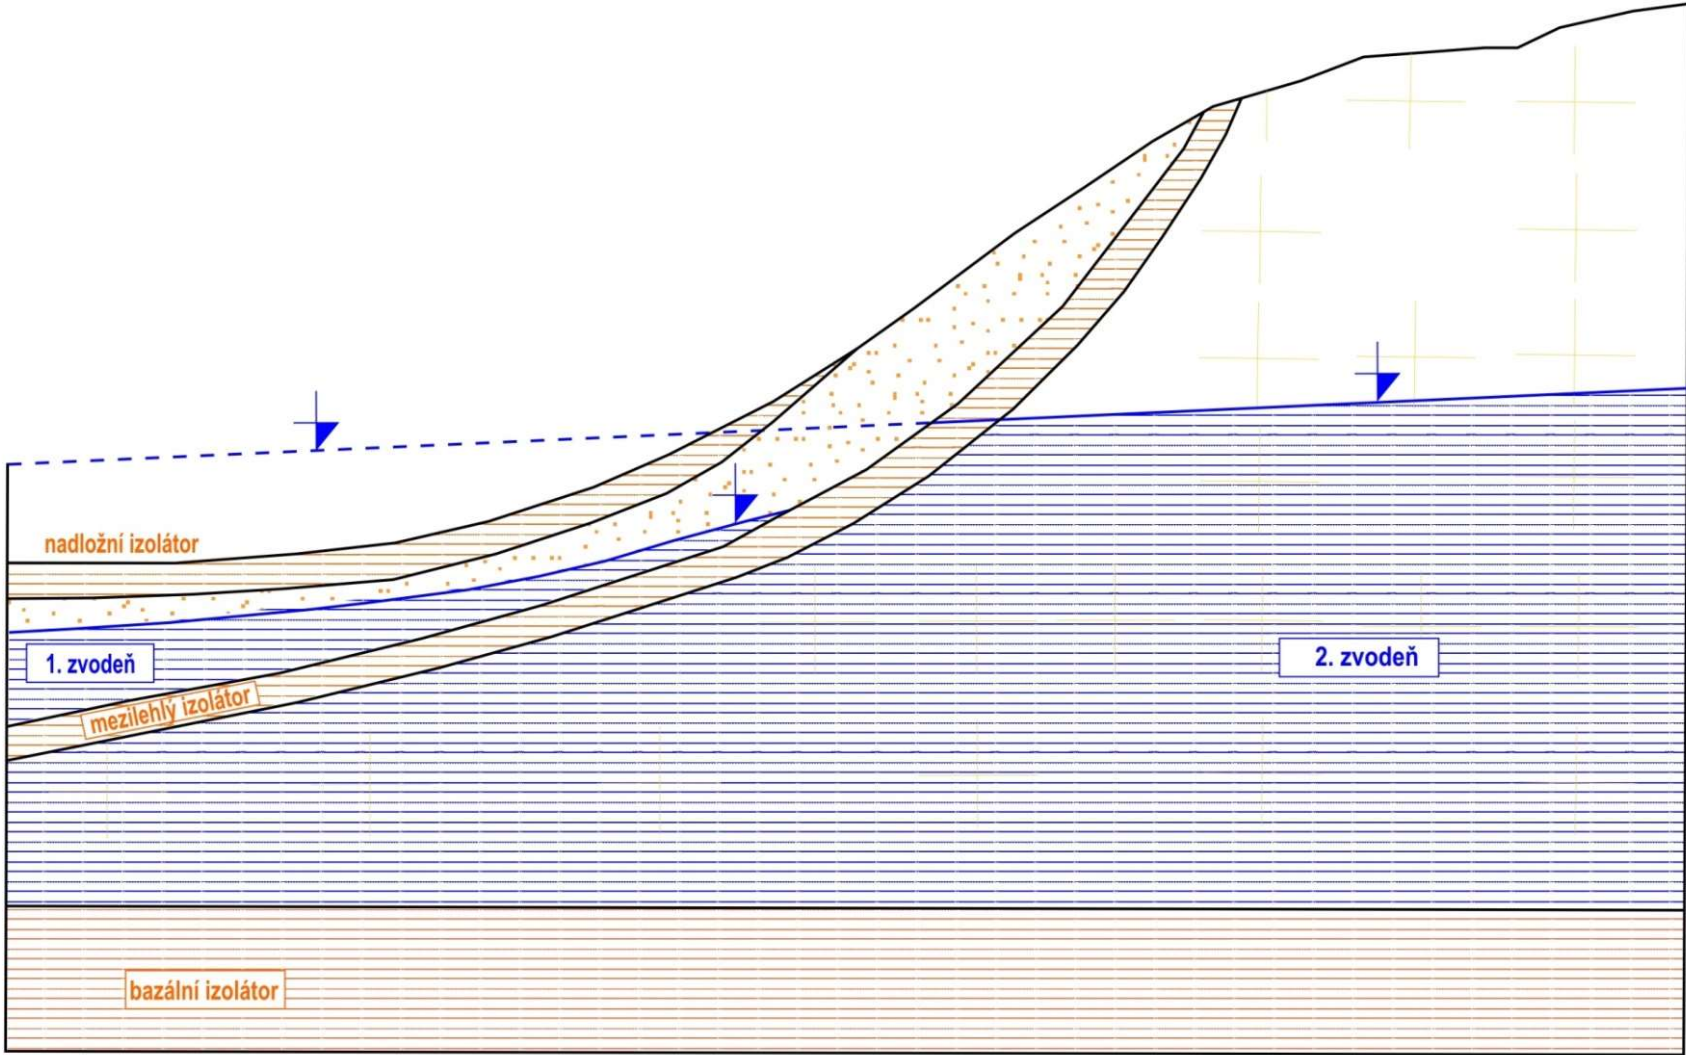 nadložní izolátor
1. zvodeň
2. zvodeň
mezilehlý izolátor
bazální izolátor